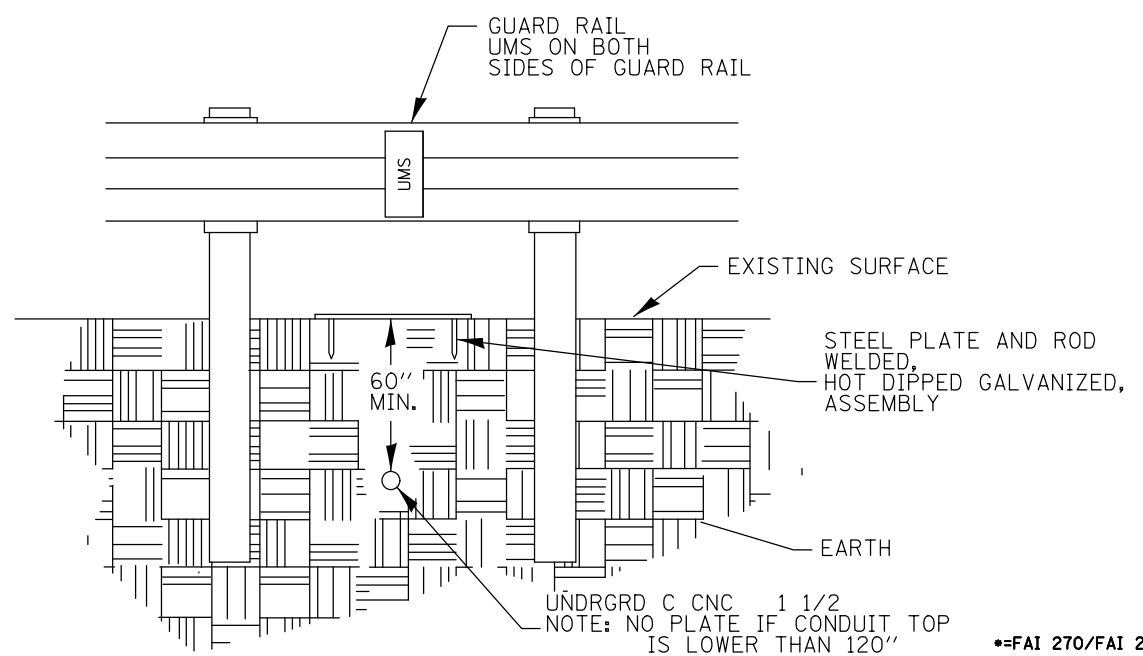 GUARD RAIL
UMS ON BOTH
SIDES OF GUARD RAIL
UMS
EXISTING SURFACE
STEEL PLATE AND ROD
WELDED,
HOT DIPPED GALVANIZED,
ASSEMBLY
60"
MIN.
EARTH
UNDRGRD C CNC 1 1/2
NOTE: NO PLATE IF CONDUIT TOP
IS LOWER THAN 120"
*=FAI 270/FAI 2